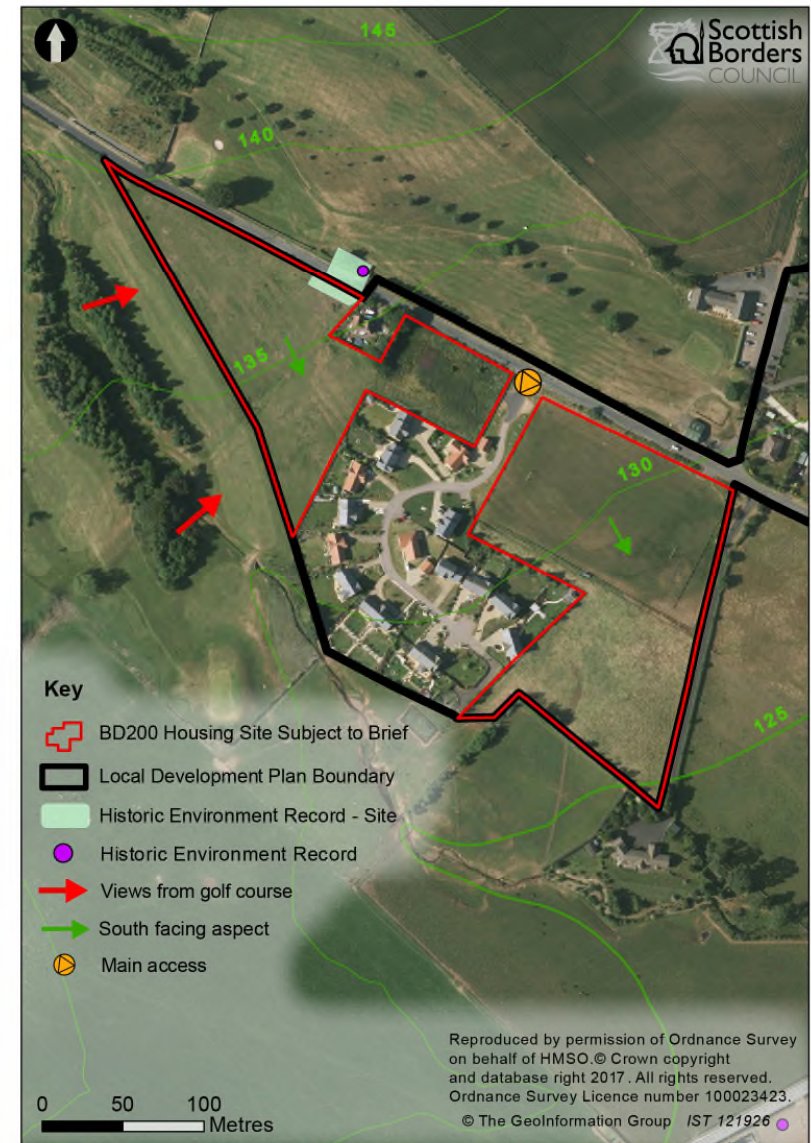 145
Scottish
Borders
COUNCIL
140
135
130
125
Key
BD200 Housing Site Subject to Brief
Local Development Plan Boundary
Historic Environment Record - Site
Historic Environment Record
Views from golf course
South facing aspect
Main access
Reproduced by permission of Ordnance Survey
on behalf of HMSO.© Crown copyright
and database right 2017. All rights reserved.
Ordnance Survey Licence number 100023423.
© The GeoInformation Group IST 121926
0 50 100
Metres